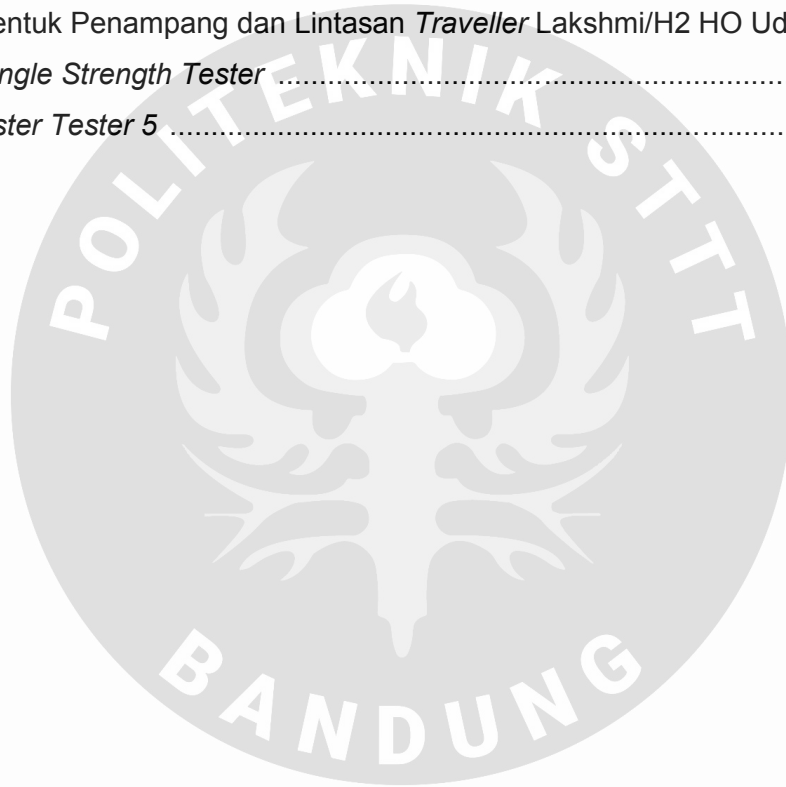 entuk Penampang dan Lintasan Traveller Lakshmi/H2 HO Ud
ngle Strength Tester ........................................................................
ster Tester 5 ........................................................................................
POLITEKNIK STTT
BANDUNG